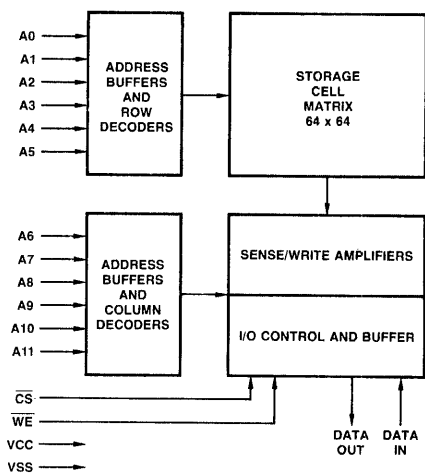 A0
A1
A2
A3
A4
A5
ADDRESS
BUFFERS
AND
ROW
DECODERS
STORAGE
CELL
MATRIX
64 x 64
A6
A7
A8
A9
A10
A11
ADDRESS
BUFFERS
AND
COLUMN
DECODERS
SENSE/WRITE AMPLIFIERS
I/O CONTROL AND BUFFER
C̅S̅
W̅E̅
VCC
VSS
DATA
OUT
DATA
IN